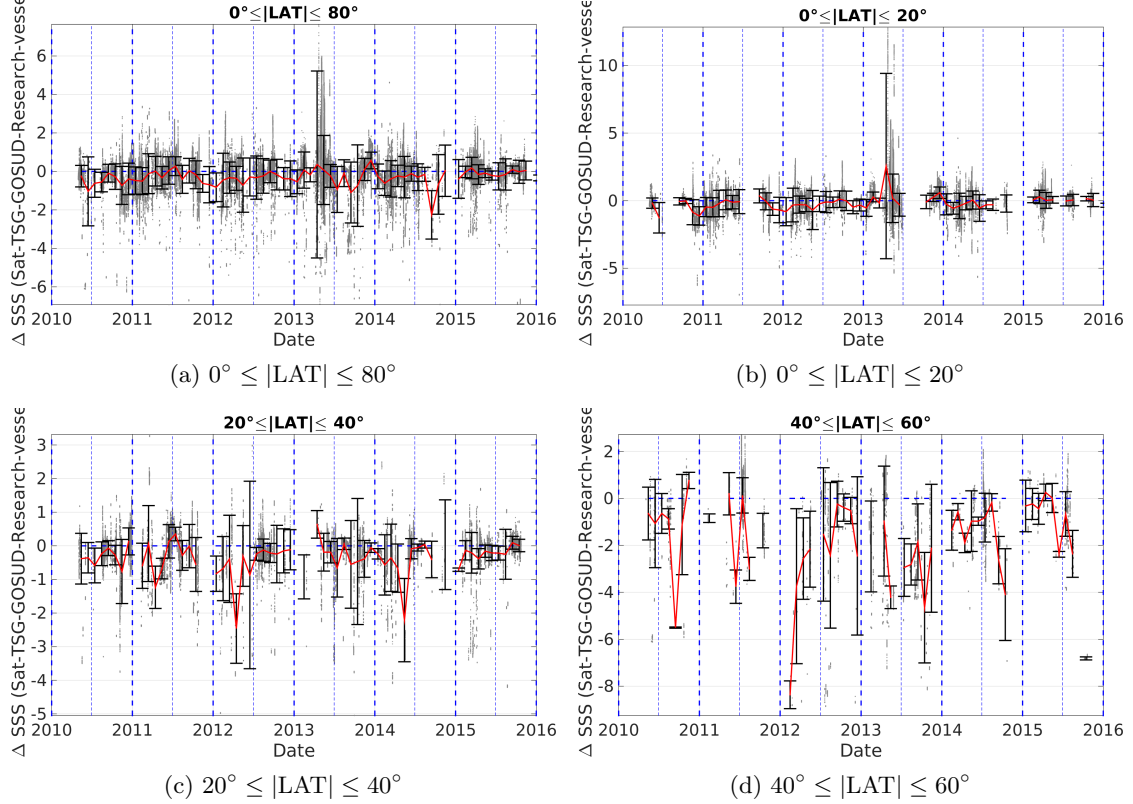 0°≤|LAT|≤ 80°
Δ SSS (Sat-TSG-GOSUD-Research-vessel
6
4
2
0
-2
-4
-6
2010 2011 2012 2013 2014 2015 2016
Date
(a) 0° ≤ |LAT| ≤ 80°
0°≤|LAT|≤ 20°
Δ SSS (Sat-TSG-GOSUD-Research-vessel
10
5
0
-5
2010 2011 2012 2013 2014 2015 2016
Date
(b) 0° ≤ |LAT| ≤ 20°
20°≤|LAT|≤ 40°
Δ SSS (Sat-TSG-GOSUD-Research-vesse
3
2
1
0
-1
-2
-3
-4
-5
2010 2011 2012 2013 2014 2015 2016
Date
(c) 20° ≤ |LAT| ≤ 40°
40°≤|LAT|≤ 60°
Δ SSS (Sat-TSG-GOSUD-Research-vesse
2
0
-2
-4
-6
-8
2010 2011 2012 2013 2014 2015 2016
Date
(d) 40° ≤ |LAT| ≤ 60°